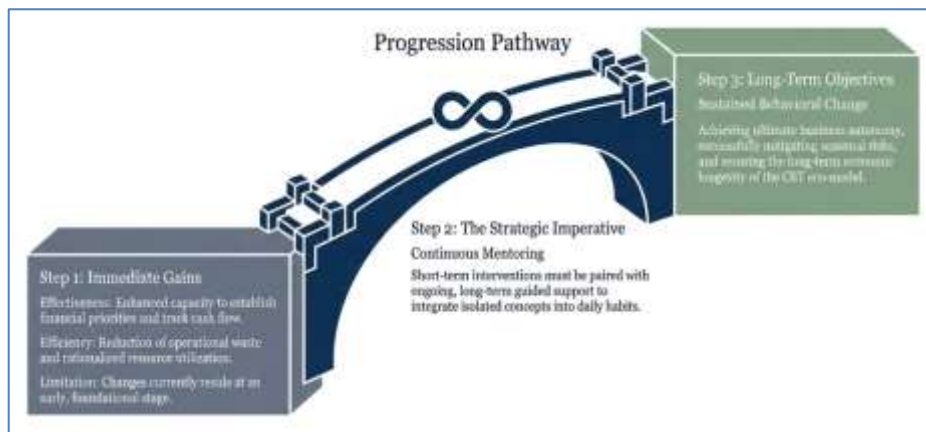 Progression Pathway
Step 1: Immediate Gains
Effectiveness: Enhanced capacity to establish
financial priorities and track cash flow.
Efficiency: Reduction of operational waste
and rationalized resource utilization.
Limitation: Changes currently reside at an
early, foundational stage.
Step 2: The Strategic Imperative
Continuous Mentoring
Short-term interventions must be paired with
ongoing, long-term guided support to
integrate isolated concepts into daily habits.
Step 3: Long-Term Objectives
Sustained Behavioral Change
Achieving ultimate business autonomy,
successfully mitigating seasonal risks,
and ensuring the long-term economic
longevity of the CBT eco-model.